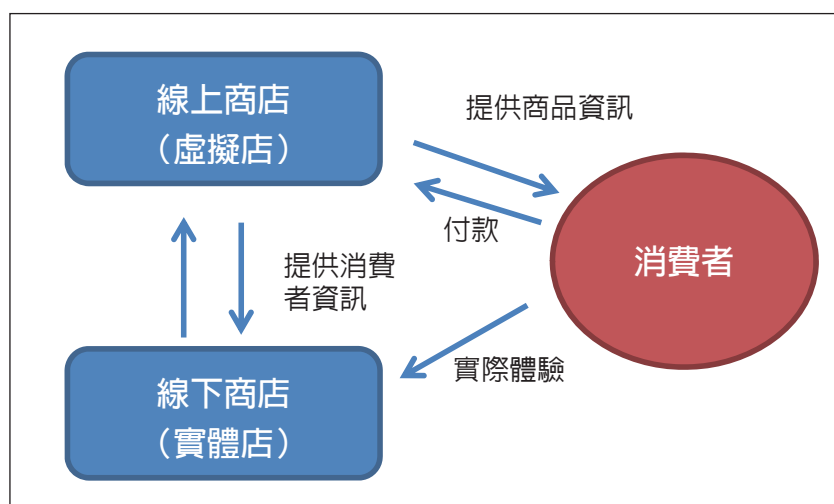 線上商店
（虛擬店）
提供商品資訊
付款
消費者
提供消費
者資訊
實際體驗
線下商店
（實體店）